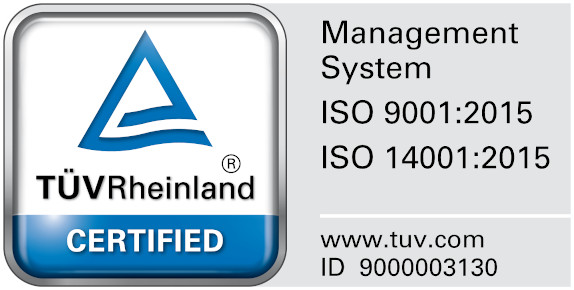 TÜVRheinland®
CERTIFIED
Management
System
ISO 9001:2015
ISO 14001:2015
www.tuv.com
ID 9000003130